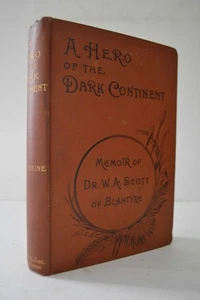 A HERO
OF THE
DARK CONTINENT
MEMOIR OF
DR. W. A. SCOTT
OF BLANTYRE